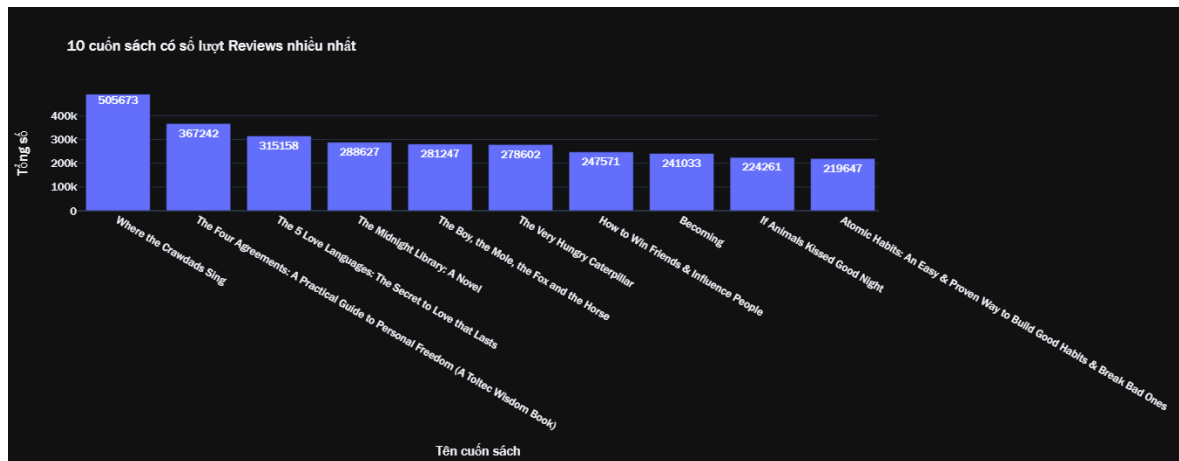 10 cuốn sách có số lượt Reviews nhiều nhất
Tổng số
400k
300k
200k
100k
0
505673
367242
315158
288627
281247
278602
247571
241033
224261
219647
Where the Crawdads Sing
The Four Agreements: A Practical Guide to Personal Freedom (A Toltec Wisdom Book)
The 5 Love Languages: The Secret to Love that Lasts
The Midnight Library: A Novel
The Boy, the Mole, the Fox and the Horse
The Very Hungry Caterpillar
How to Win Friends & Influence People
Becoming
If Animals Kissed Good Night
Atomic Habits: An Easy & Proven Way to Build Good Habits & Break Bad Ones
Tên cuốn sách